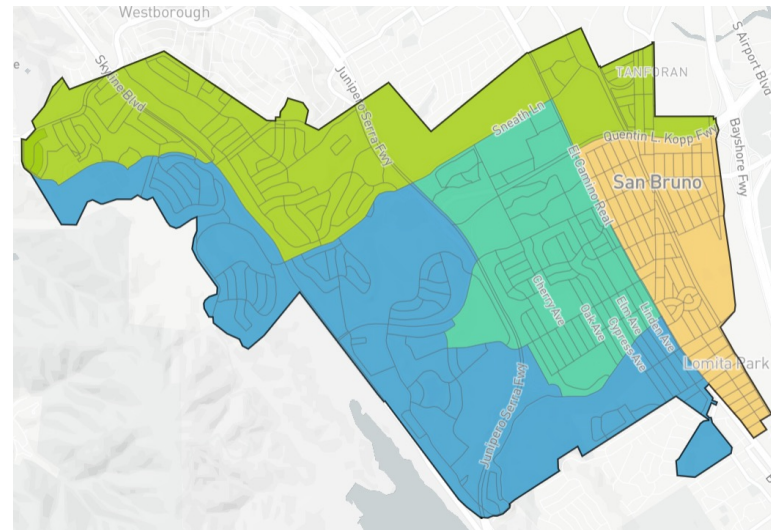 Westborough
Skyline Blvd
Junipero Serra Fwy
S Airport Blvd
TANFORAN
Sneath Ln
Quentin L. Kopp Fwy
Bayshore Fwy
El Camino Real
San Bruno
Cherry Ave
Oak Ave
Elm Ave
Cypress Ave
Linden Ave
Lomita Park
Junipero Serra Fwy